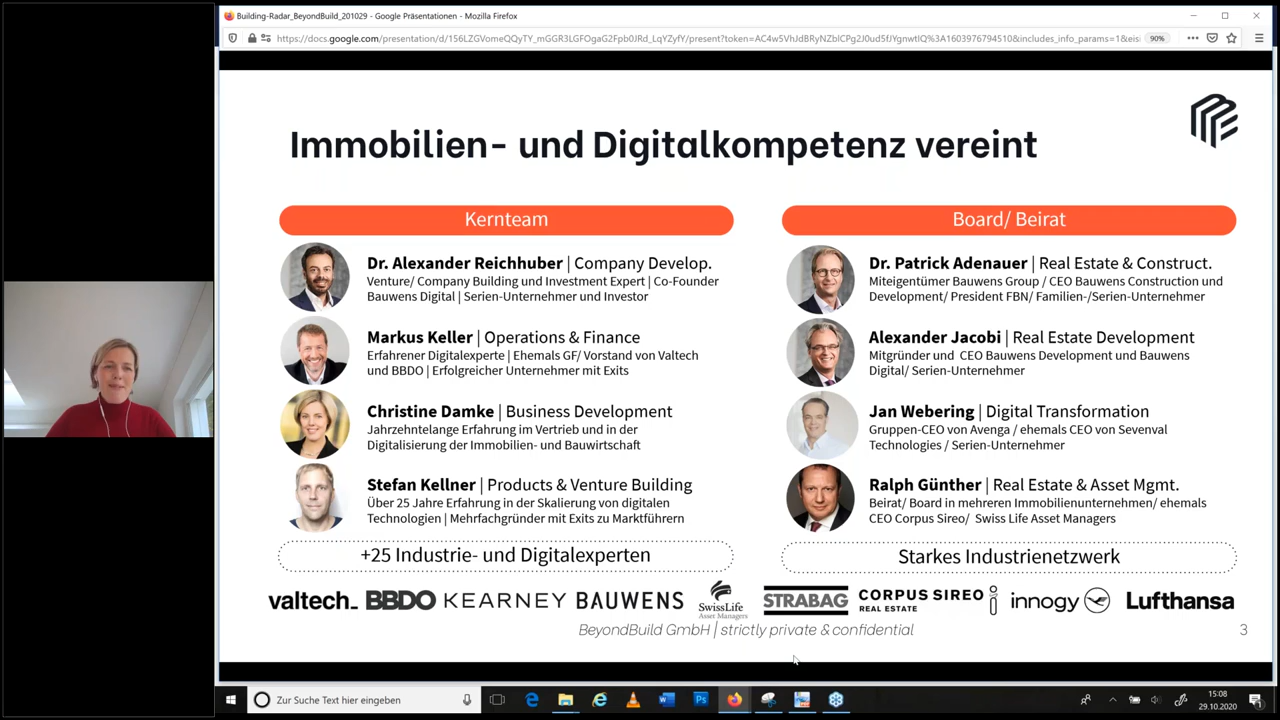 Building-Radar_BeyondBuild_201029 - Google Präsentationen - Mozilla Firefox
90%
Immobilien- und Digitalkompetenz vereint
Kernteam
Dr. Alexander Reichhuber | Company Develop.
Venture/ Company Building und Investment Expert | Co-Founder
Bauwens Digital | Serien-Unternehmer und Investor
Markus Keller | Operations & Finance
Erfahrener Digitalexperte | Ehemals GF/ Vorstand von Valtech
und BBDO | Erfolgreicher Unternehmer mit Exits
Christine Damke | Business Development
Jahrzehntelange Erfahrung im Vertrieb und in der
Digitalisierung der Immobilien- und Bauwirtschaft
Stefan Kellner | Products & Venture Building
Über 25 Jahre Erfahrung in der Skalierung von digitalen
Technologien | Mehrfachgründer mit Exits zu Marktführern
+25 Industrie- und Digitalexperten
Board/ Beirat
Dr. Patrick Adenauer | Real Estate & Construct.
Miteigentümer Bauwens Group / CEO Bauwens Construction und
Development/ President FBN/ Familien-/Serien-Unternehmer
Alexander Jacobi | Real Estate Development
Mitgründer und CEO Bauwens Development und Bauwens
Digital/ Serien-Unternehmer
Jan Webering | Digital Transformation
Gruppen-CEO von Avenga / ehemals CEO von Sevenval
Technologies / Serien-Unternehmer
Ralph Günther | Real Estate & Asset Mgmt.
Beirat/ Board in mehreren Immobilienunternehmen/ ehemals
CEO Corpus Sireo/ Swiss Life Asset Managers
Starkes Industrienetzwerk
valtech_ BBDO KEARNEY BAUWENS SwissLife Asset Managers STRABAG CORPUS SIREO REAL ESTATE innogy Lufthansa
BeyondBuild GmbH | strictly private & confidential
3
Zur Suche Text hier eingeben
15:08
29.10.2020